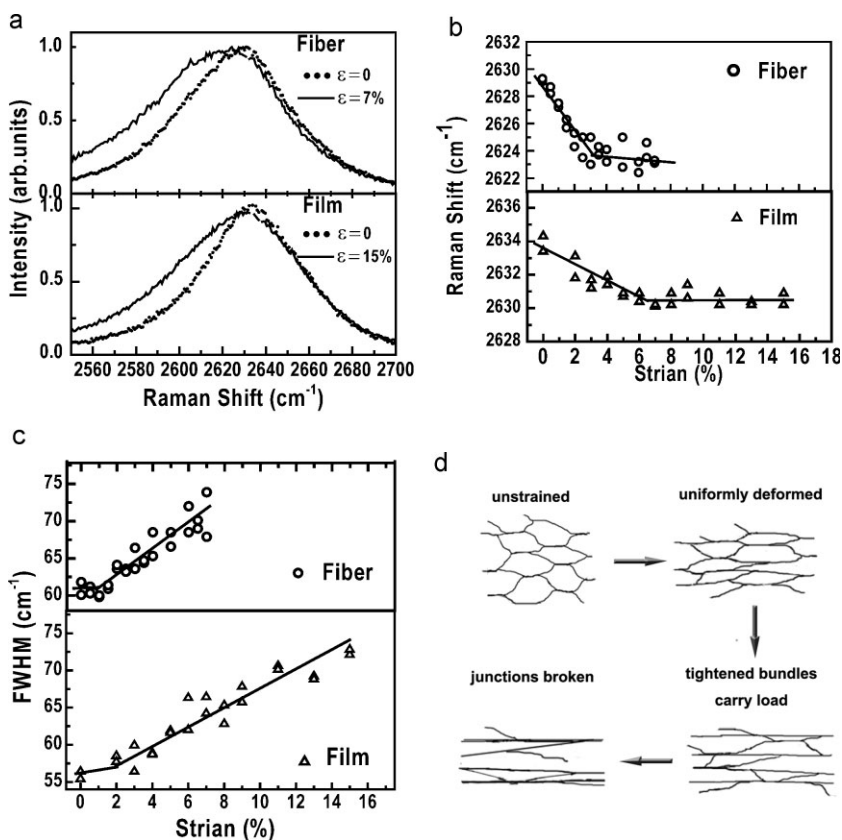 a
Fiber
ε=0
ε=7%
1.0
0.5
0.0
Film
ε=0
ε=15%
1.0
0.5
0.0
Intensity (arb.units)
2560 2580 2600 2620 2640 2660 2680 2700
Raman Shift (cm⁻¹)
b
2632
2630
2628
2626
2624
2622
Fiber
2636
2634
2632
2630
2628
Film
Raman Shift (cm⁻¹)
0 2 4 6 8 10 12 14 16 18
Strian (%)
c
75
70
65
60
Fiber
75
70
65
60
55
Film
FWHM (cm⁻¹)
0 2 4 6 8 10 12 14 16
Strian (%)
d
unstrained
uniformly deformed
junctions broken
tightened bundles
carry load